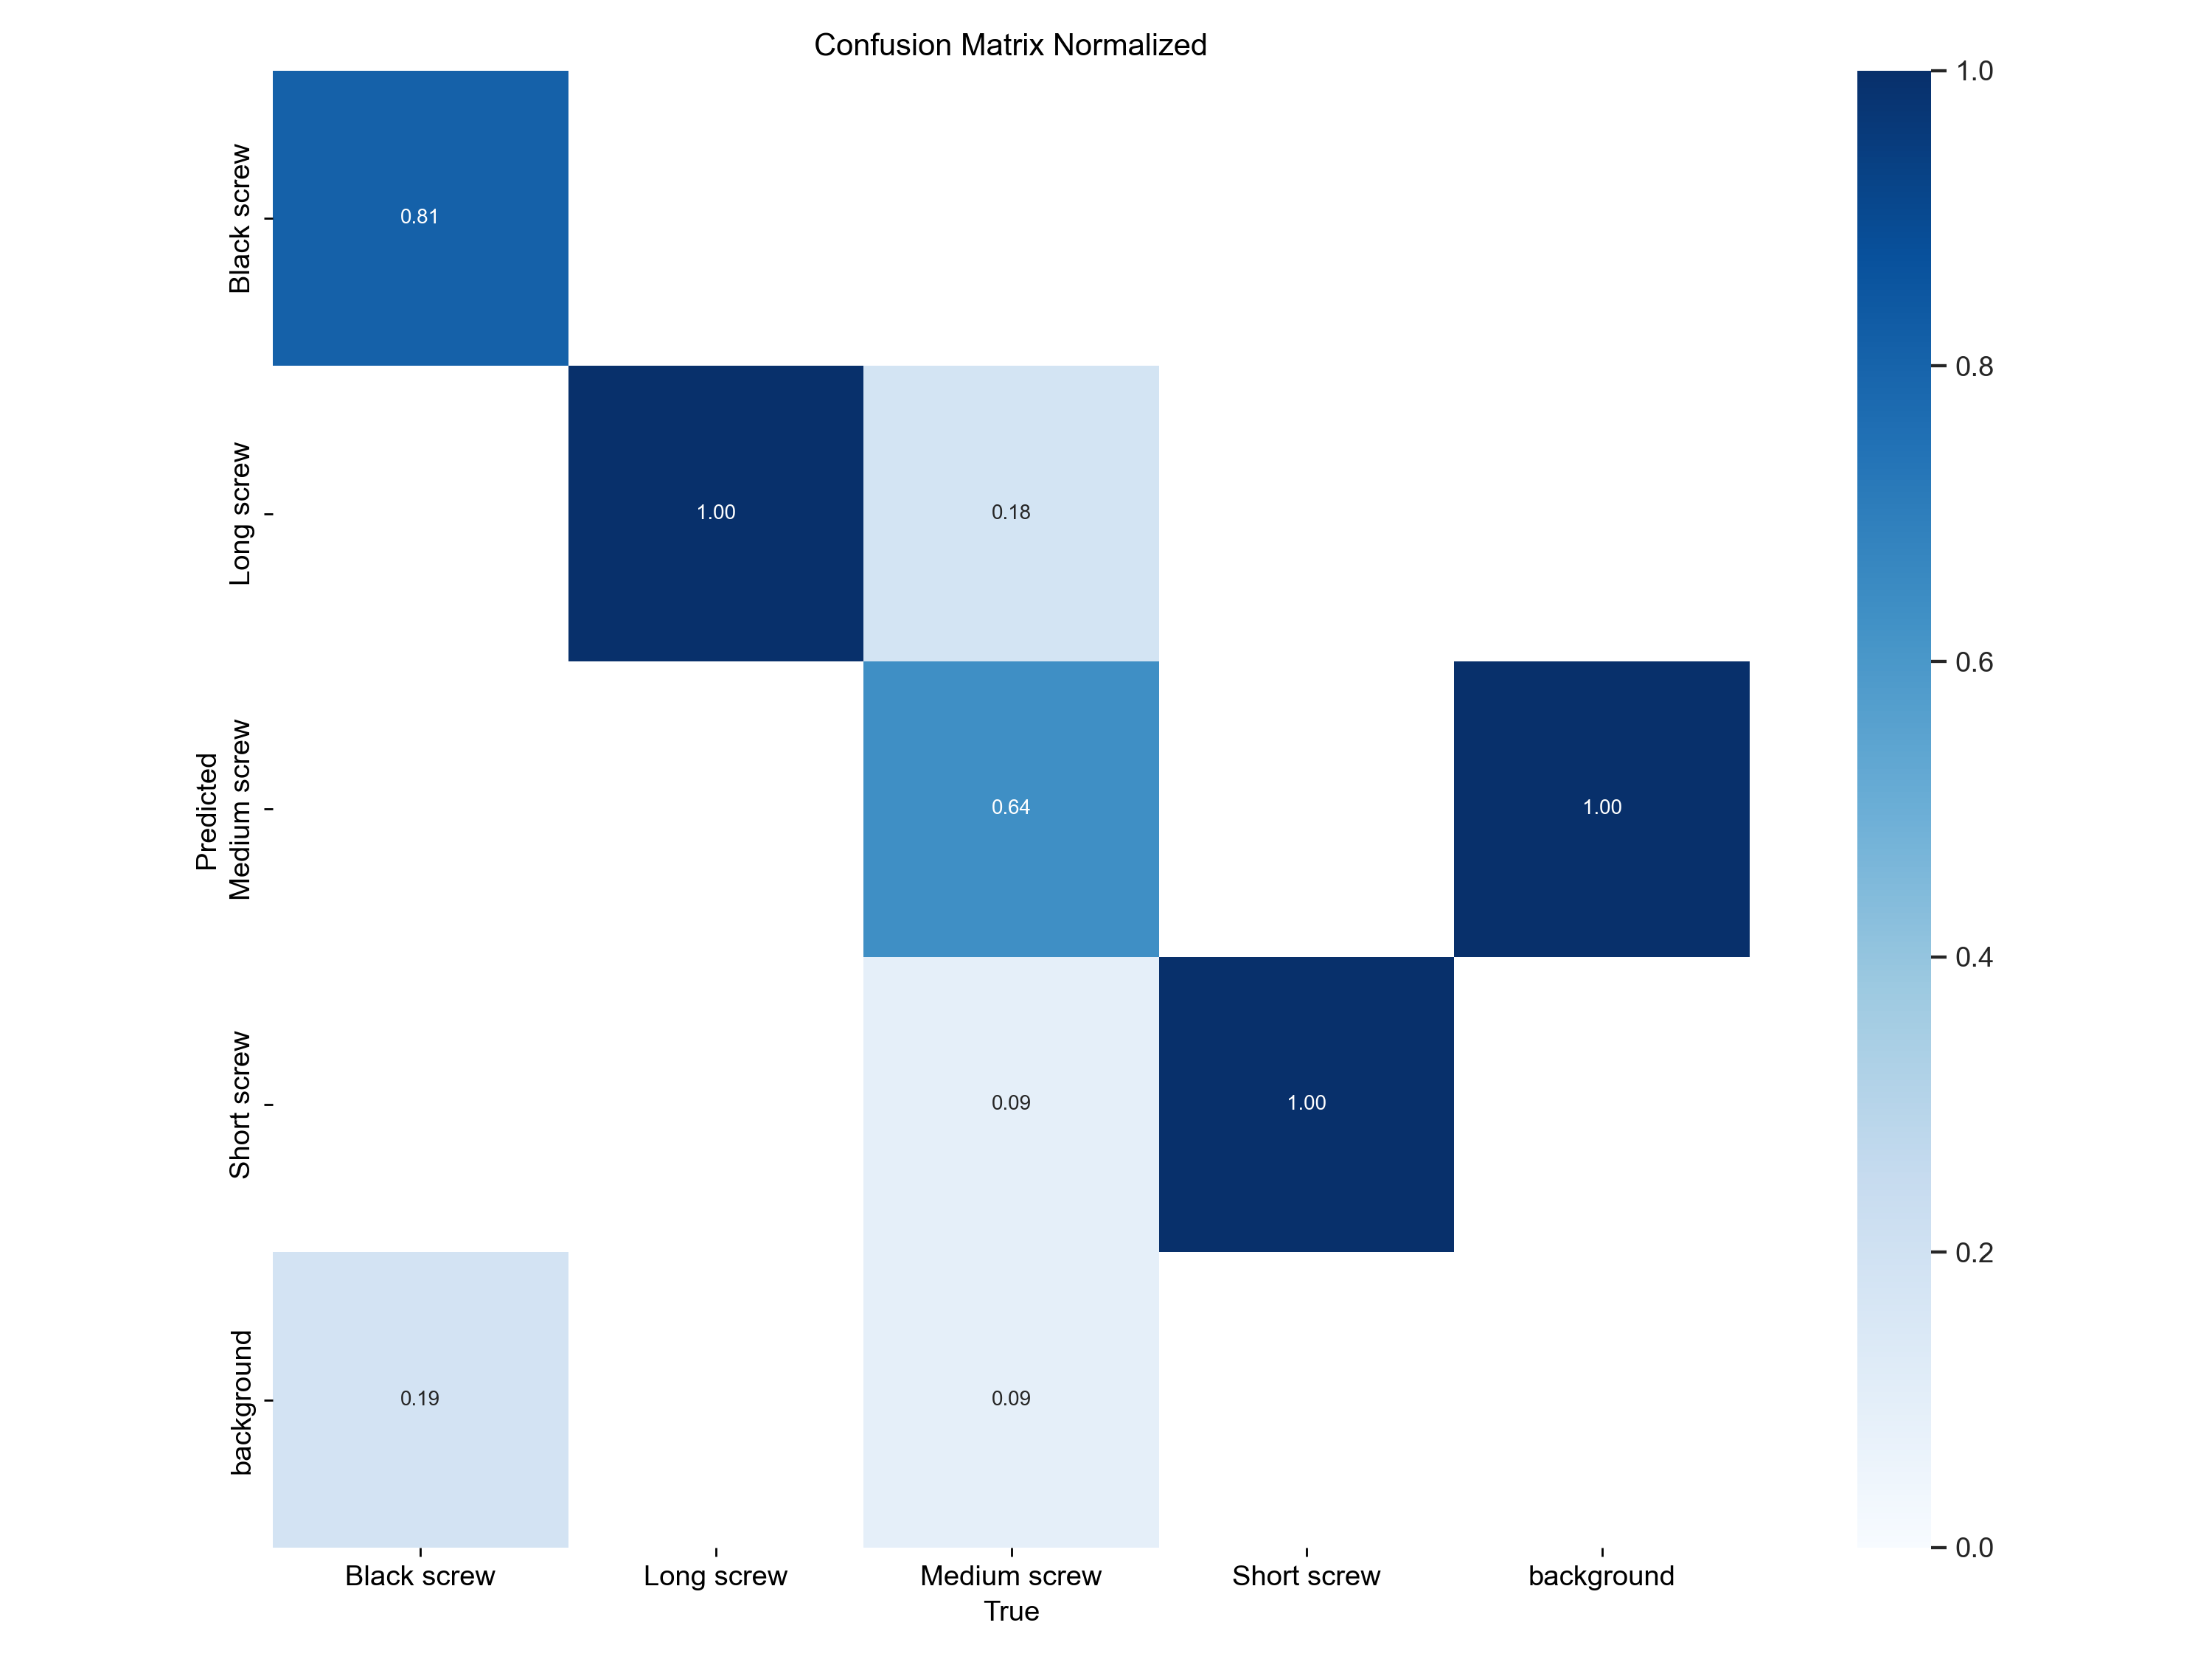 Confusion Matrix Normalized
1.0
Black screw
0.81
0.8
Long screw
1.00
0.18
0.6
Predicted
Medium screw
0.64
1.00
0.4
Short screw
0.09
1.00
0.2
background
0.19
0.09
0.0
Black screw
Long screw
Medium screw
Short screw
background
True